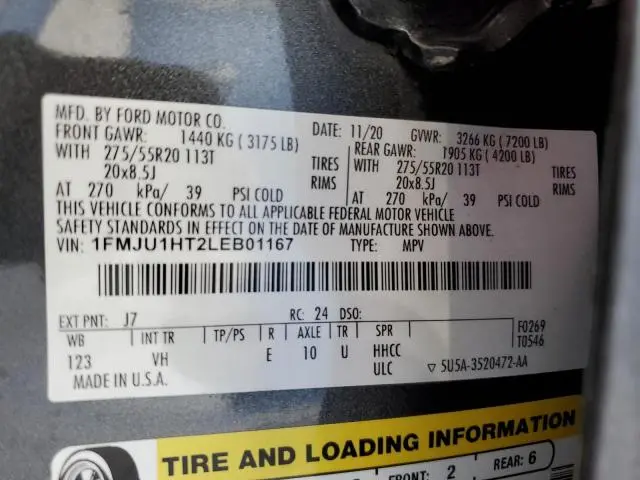 MFD. BY FORD MOTOR CO.
DATE: 11/20 GVWR: 3266 KG (7200 LB)
FRONT GAWR: 1440 KG (3175 LB)
REAR GAWR: 1905 KG (4200 LB)
WITH 275/55R20 113T TIRES
WITH 275/55R20 113T TIRES
20x8.5J RIMS
20x8.5J RIMS
AT 270 kPa/ 39 PSI COLD
AT 270 kPa/ 39 PSI COLD
THIS VEHICLE CONFORMS TO ALL APPLICABLE FEDERAL MOTOR VEHICLE
SAFETY STANDARDS IN EFFECT ON THE DATE OF MANUFACTURE SHOWN ABOVE.
VIN: 1FMJU1HT2LEB01167 TYPE: MPV
EXT PNT: J7 RC: 24 DSO:
WB INT TR TP/PS R AXLE TR SPR F0269
T0546
123 VH E 10 U HHCC
ULC ▽ 5U5A-3520472-AA
MADE IN U.S.A.
TIRE AND LOADING INFORMATION
FRONT: 2 REAR: 6